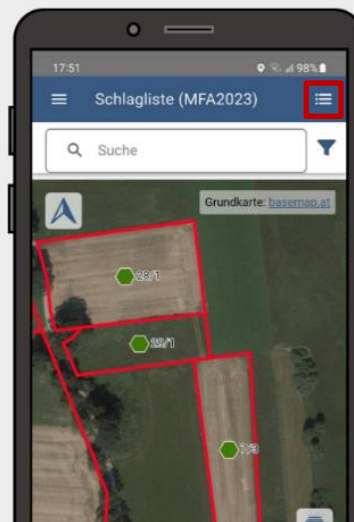 17:51 98%
Schlagliste (MFA2023)
Suche
Grundkarte: basemap.at
28/1
29/1
7/3